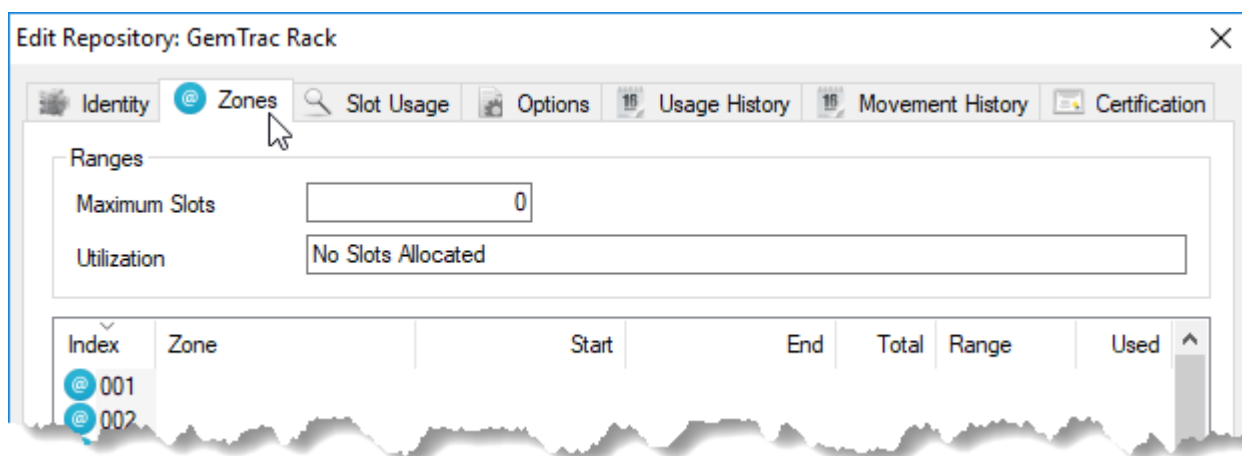 Edit Repository: GemTrac Rack
Identity Zones Slot Usage Options Usage History Movement History Certification
Ranges
Maximum Slots 0
Utilization No Slots Allocated
Index Zone Start End Total Range Used
001
002